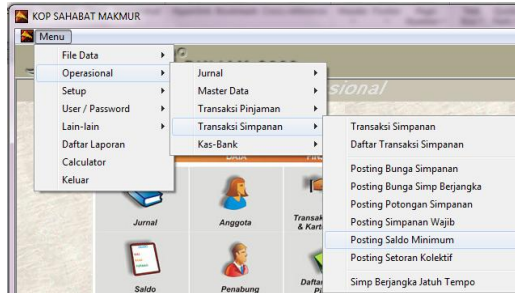 KOP SAHABAT MAKMUR
Menu
File Data
Operasional
Setup
User / Password
Lain-lain
Daftar Laporan
Calculator
Keluar
Jurnal
Master Data
Transaksi Pinjaman
Transaksi Simpanan
Kas-Bank
Transaksi Simpanan
Daftar Transaksi Simpanan
Posting Bunga Simpanan
Posting Bunga Simp Berjangka
Posting Potongan Simpanan
Posting Simpanan Wajib
Posting Saldo Minimum
Posting Setoran Kolektif
Simp Berjangka Jatuh Tempo
Jurnal
Anggota
& Kart
Saldo
Penabung